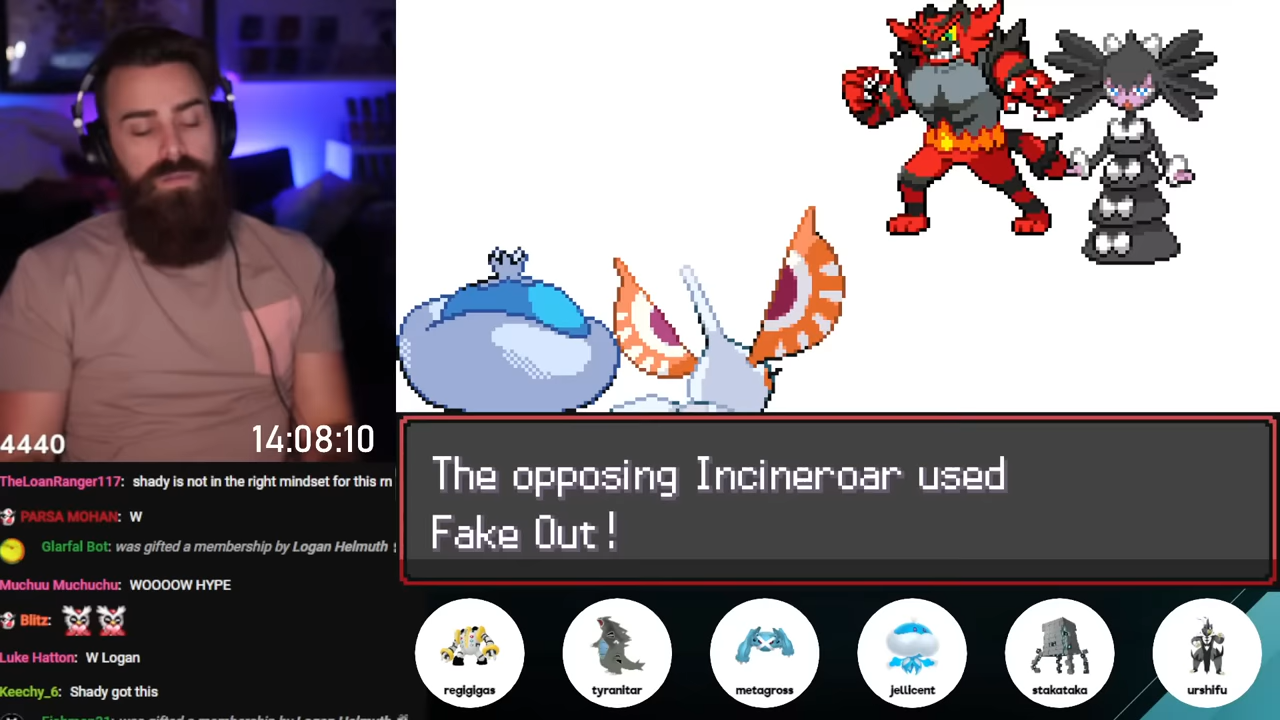 4440
14:08:10
TheLoanRanger117: shady is not in the right mindset for this rn
PARSA MOHAN: W
Glarfal Bot: was gifted a membership by Logan Helmuth
Muchuu Muchuchu: WOOOOW HYPE
Blitz:
Luke Hatton: W Logan
Keechy_6: Shady got this
The opposing Incineroar used
Fake Out!
regigigas
tyranitar
metagross
jellicent
stakataka
urshifu